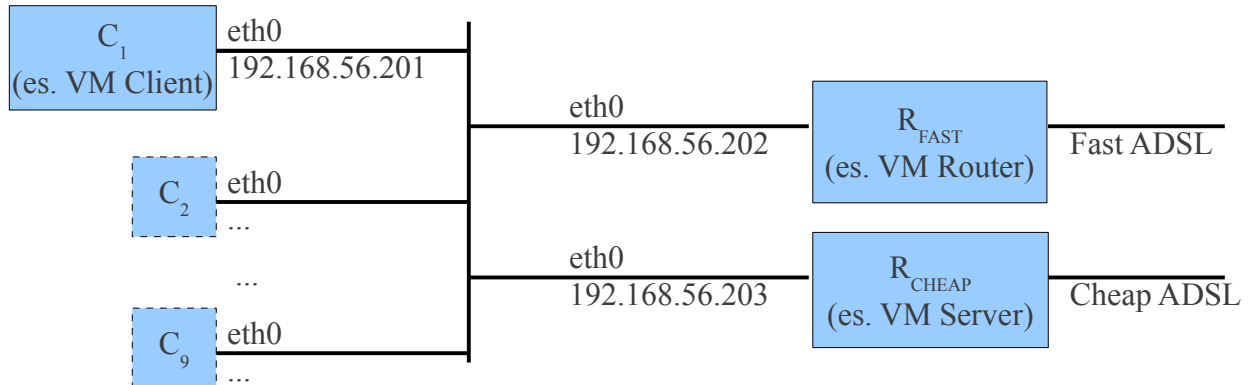 C1
(es. VM Client)
eth0
192.168.56.201
eth0
192.168.56.202
RFAST
(es. VM Router)
Fast ADSL
C2
eth0
...
...
eth0
192.168.56.203
RCHEAP
(es. VM Server)
Cheap ADSL
C9
eth0
...